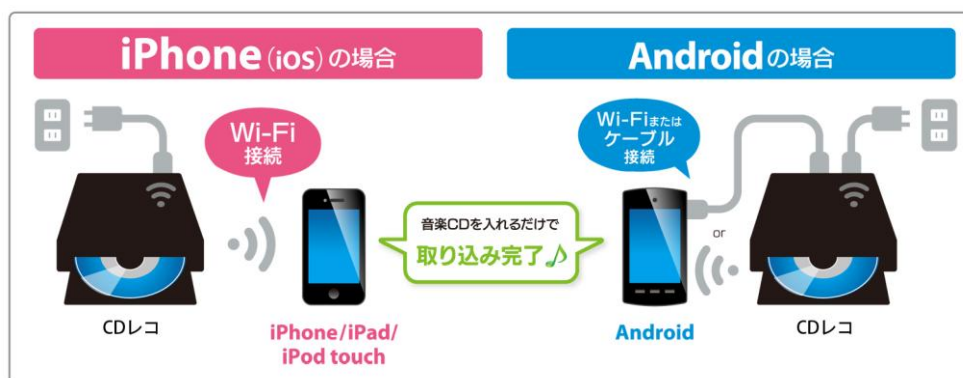 iPhone(ios)の場合
Wi-Fi
接続
CDレコ
iPhone/iPad/
iPod touch
音楽CDを入れるだけで
取り込み完了♪
Androidの場合
Wi-Fiまたは
ケーブル
接続
or
Android
CDレコ